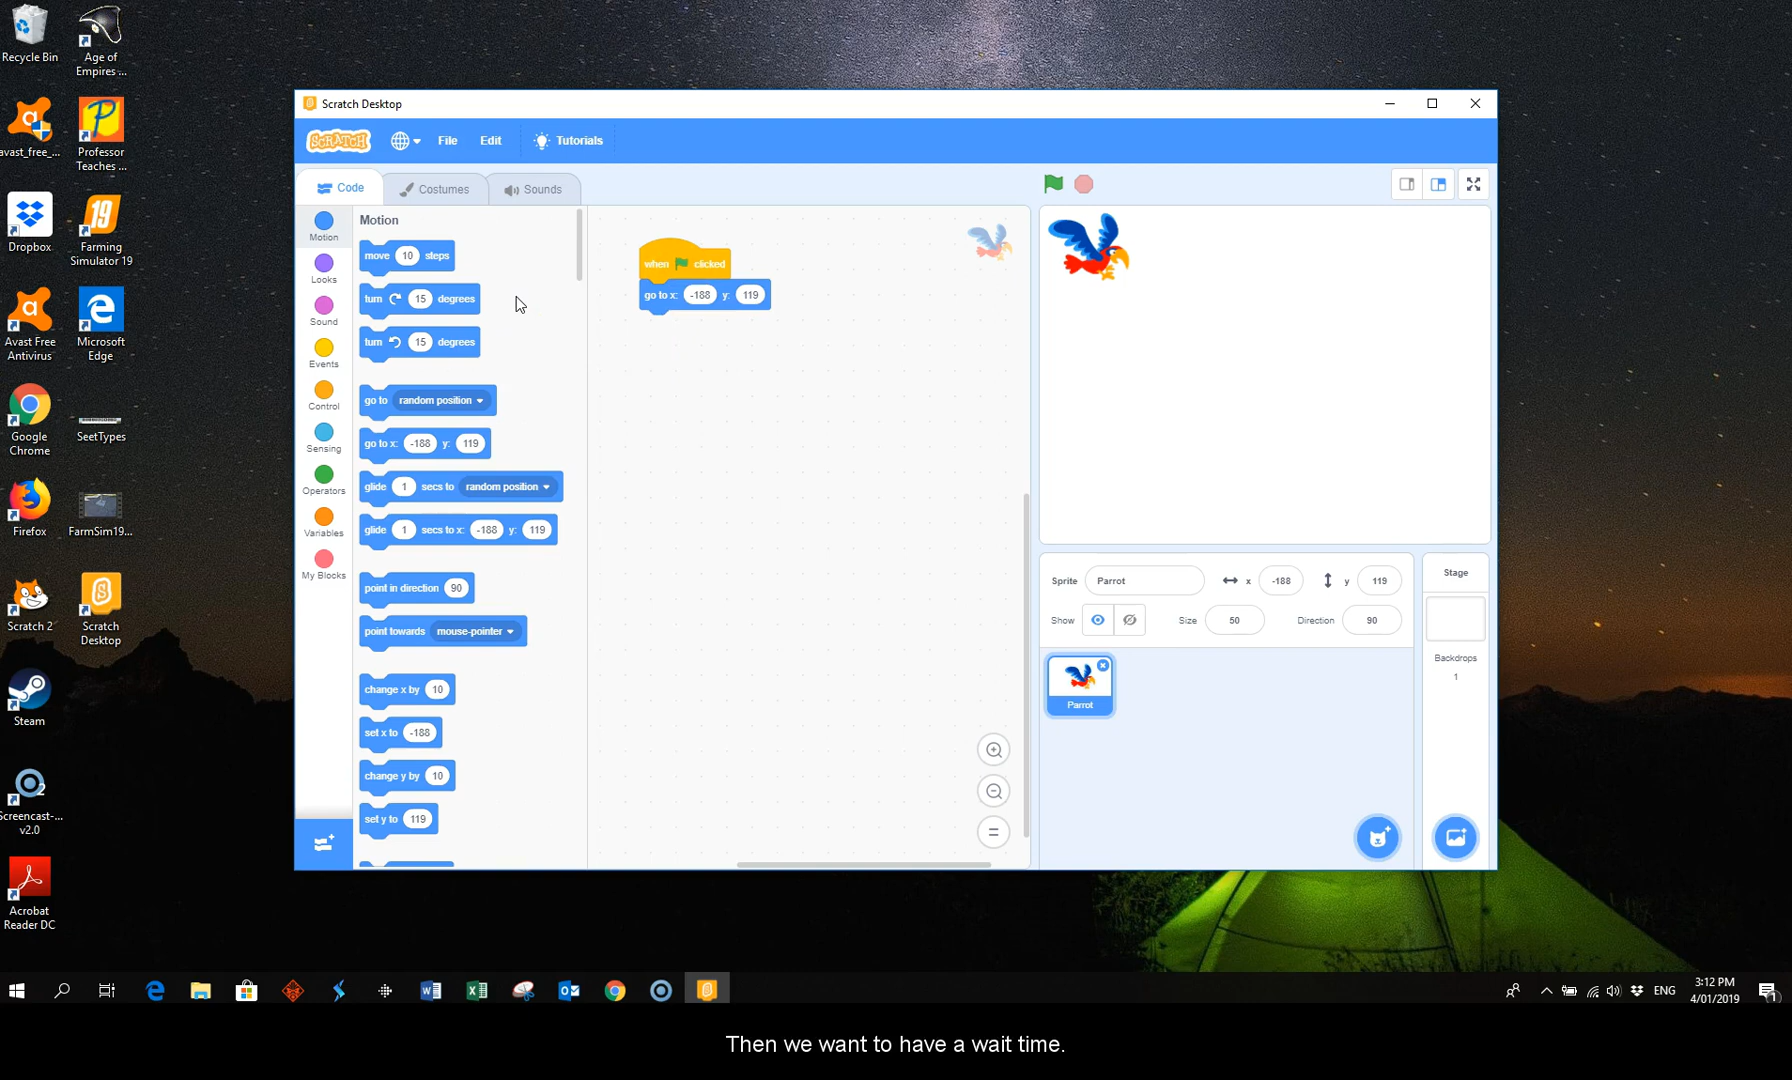 Recycle Bin
Age of
Empires ...
avast_free_...
Professor
Teaches ...
Dropbox
Farming
Simulator 19
Avast Free
Antivirus
Microsoft
Edge
Google
Chrome
SeetTypes
Firefox
FarmSim19...
Scratch 2
Scratch
Desktop
Steam
Screencast-...
v2.0
Acrobat
Reader DC
Scratch Desktop
SCRATCH
File
Edit
Tutorials
Code
Costumes
Sounds
Motion
Looks
Sound
Events
Control
Sensing
Operators
Variables
My Blocks
Motion
move 10 steps
turn 15 degrees
turn 15 degrees
go to random position
go to x: -188 y: 119
glide 1 secs to random position
glide 1 secs to x: -188 y: 119
point in direction 90
point towards mouse-pointer
change x by 10
set x to -188
change y by 10
set y to 119
when clicked
go to x: -188 y: 119
Sprite Parrot x -188 y 119
Show Size 50 Direction 90
Parrot
Stage
Backdrops
1
ENG
3:12 PM
4/01/2019
Then we want to have a wait time.